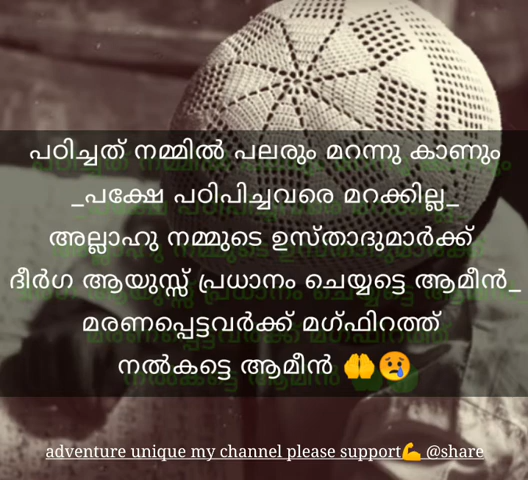 പഠിച്ചത് നമ്മിൽ പലരും മറന്നു കാണും
_പക്ഷേ പഠിപിച്ചവരെ മറക്കില്ല_
അല്ലാഹു നമ്മുടെ ഉസ്താദുമാർക്ക്
ദീർഗ ആയുസ്സ് പ്രധാനം ചെയ്യട്ടെ ആമീൻ_
മരണപ്പെട്ടവർക്ക് മഗ്ഫിറത്ത്
നൽകട്ടെ ആമീൻ 🤲😢
adventure unique my channel please support💪 @share